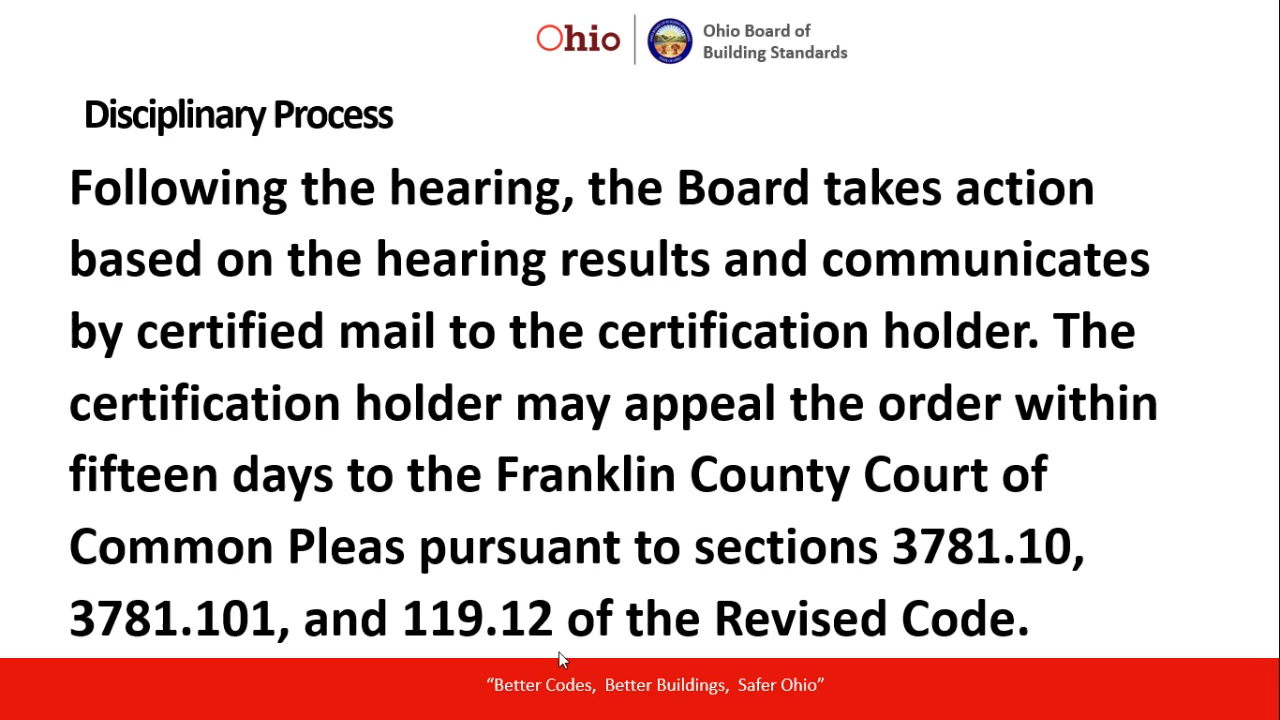 Ohio
Ohio Board of
Building Standards
Disciplinary Process
Following the hearing, the Board takes action
based on the hearing results and communicates
by certified mail to the certification holder. The
certification holder may appeal the order within
fifteen days to the Franklin County Court of
Common Pleas pursuant to sections 3781.10,
3781.101, and 119.12 of the Revised Code.
“Better Codes, Better Buildings, Safer Ohio”